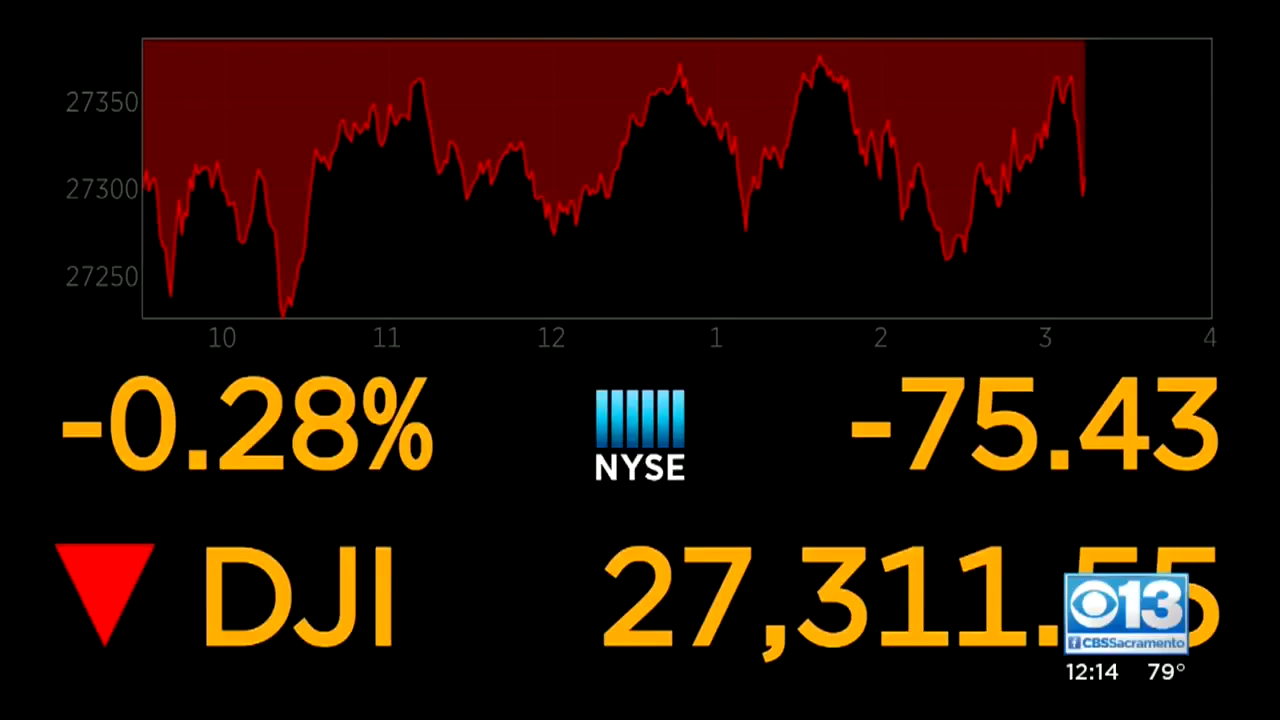 27350
27300
27250
10 11 12 1 2 3 4
-0.28% NYSE -75.43
DJI 27,311.55
13
CBSSacramento
12:14 79°